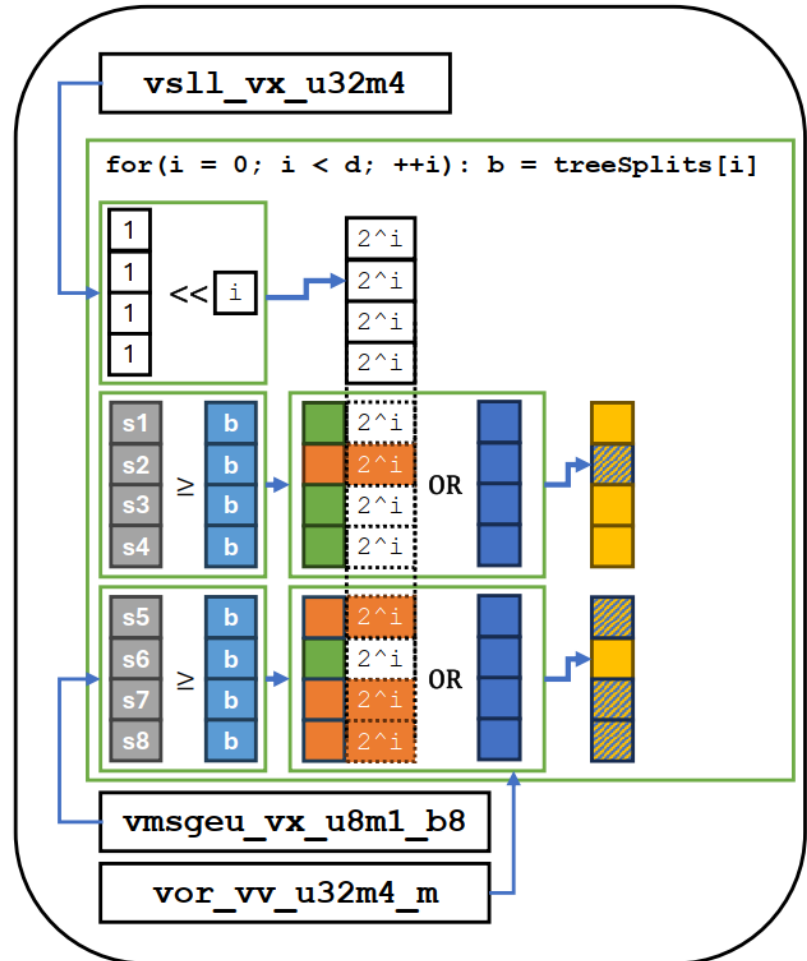 vsll_vx_u32m4
for(i = 0; i < d; ++i): b = treeSplits[i]
1
1
1
1
<< i
2^i
2^i
2^i
2^i
s1 ≥ b
s2 b
s3 b
s4 b
2^i
2^i
2^i
2^i
OR
s5 ≥ b
s6 b
s7 b
s8 b
2^i
2^i
2^i
2^i
OR
vmsgeu_vx_u8m1_b8
vor_vv_u32m4_m